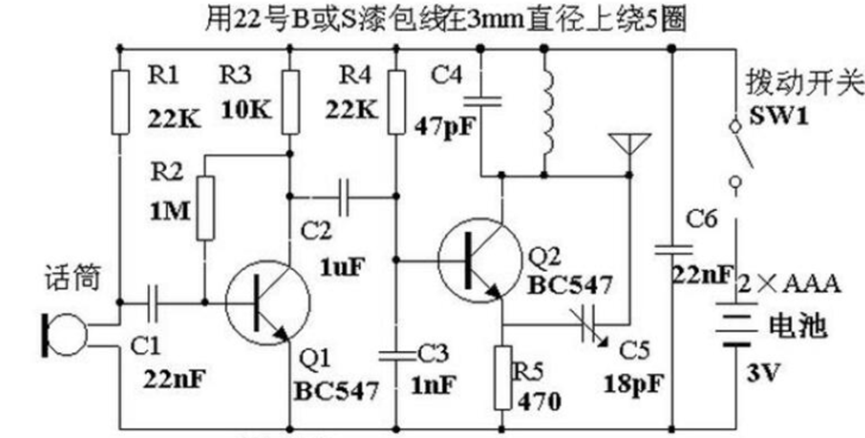 用22号B或S漆包线在3mm直径上绕5圈
R1
22K
R3
10K
R4
22K
C4
47pF
拨动开关
SW1
R2
1M
C2
1uF
Q2
BC547
C6
22nF
2×AAA
电池
3V
话筒
C1
22nF
Q1
BC547
C3
1nF
R5
470
C5
18pF